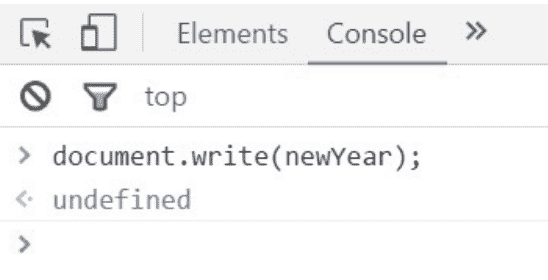 Elements Console »
top
> document.write(newYear);
<· undefined
>